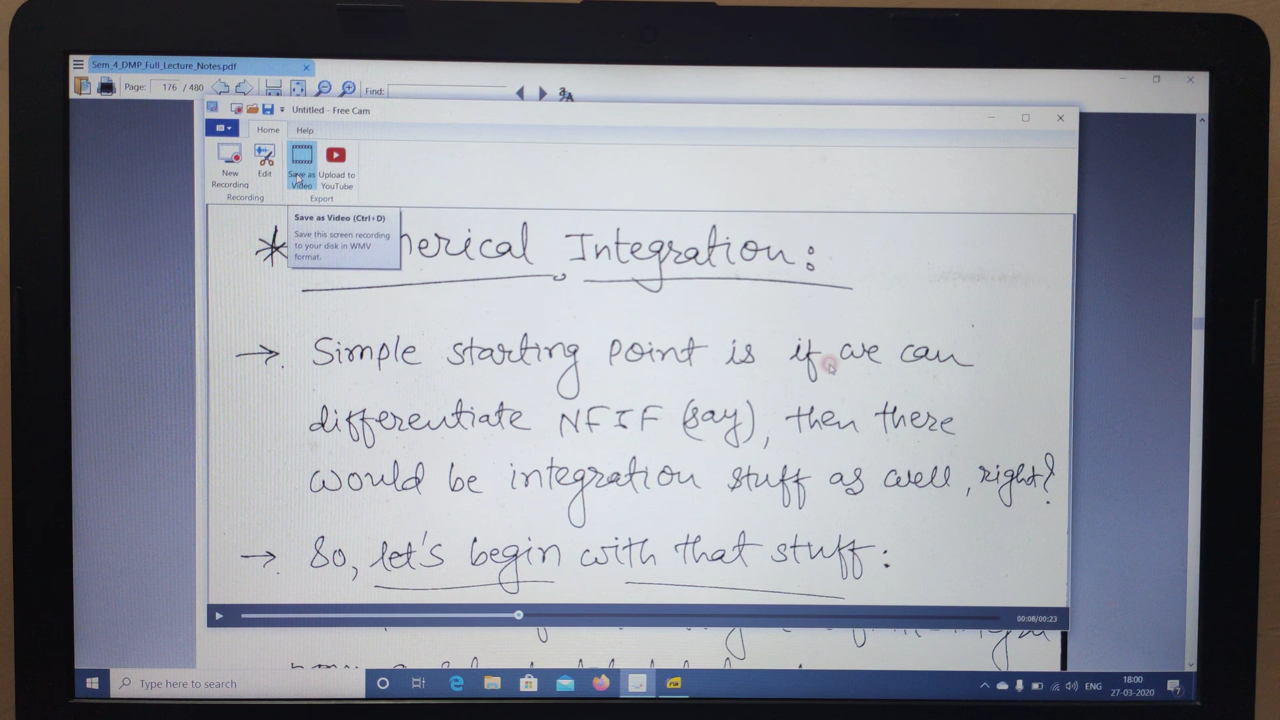 Sem_4_DMP_Full_Lecture_Notes.pdf
Page: 176 / 480 Find:
Untitled - Free Cam
Home Help
New Recording
Edit
Save as Video
Upload to YouTube
Recording Export
Save as Video (Ctrl+D)
Save this screen recording
to your disk in WMV
format.
herical Integration:
→ Simple starting point is if we can
differentiate NFIF (say), then there
would be integration stuff as well, right?
→ So, let's begin with that stuff:
00:08/00:23
Type here to search
ENG
18:00
27-03-2020
7